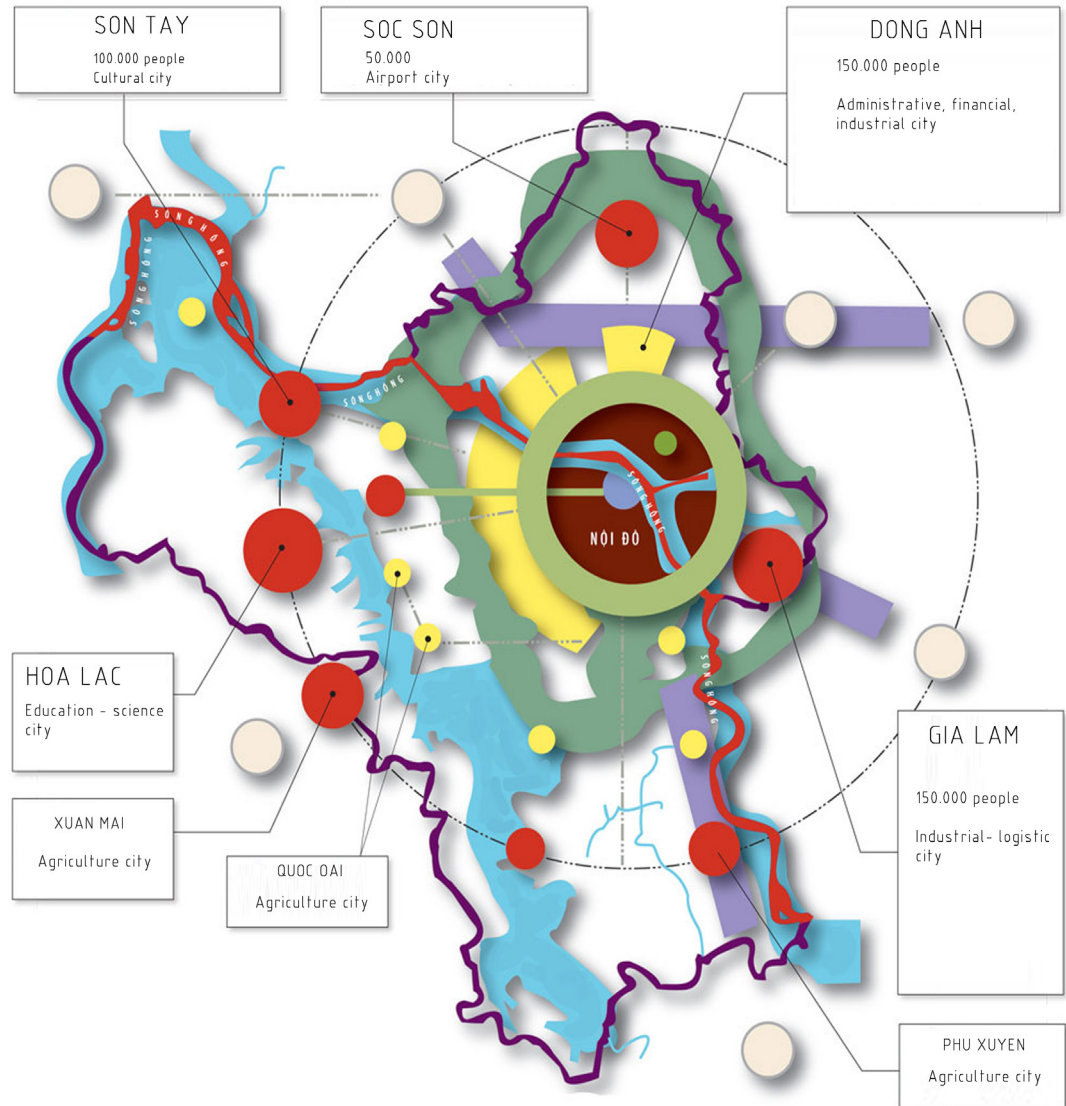 SON TAY
100.000 people
Cultural city
SOC SON
50.000
Airport city
DONG ANH
150.000 people
Administrative, financial,
industrial city
SÔNG HỒNG
SÔNG HỒNG
SÔNG HỒNG
SÔNG HỒNG
NỘI ĐÔ
SÔNG HỒNG
HOA LAC
Education - science
city
XUAN MAI
Agriculture city
QUOC OAI
Agriculture city
GIA LAM
150.000 people
Industrial- logistic
city
PHU XUYEN
Agriculture city